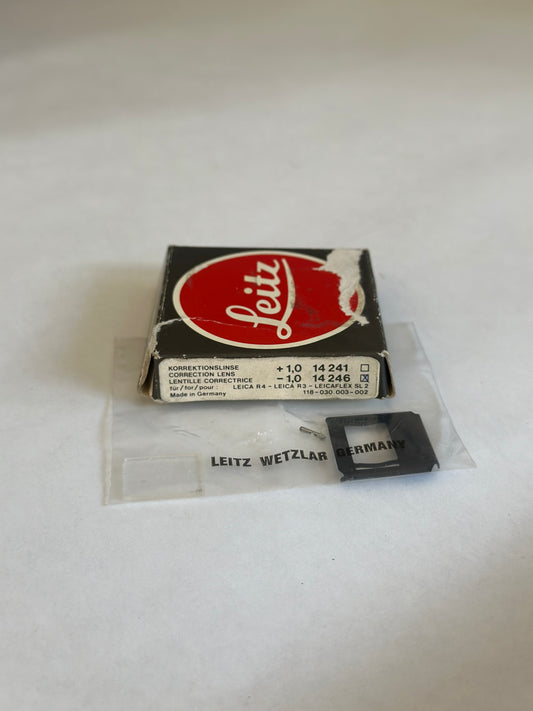 Leitz
KORREKTIONSLINSE + 1,0 14 241 ☐
CORRECTION LENS
LENTILLE CORRECTRICE − 1,0 14 246 ☒
für/for/pour LEICA R4 – LEICA R3 – LEICAFLEX SL 2
Made in Germany 118-030.003-002
LEITZ WETZLAR GERMANY